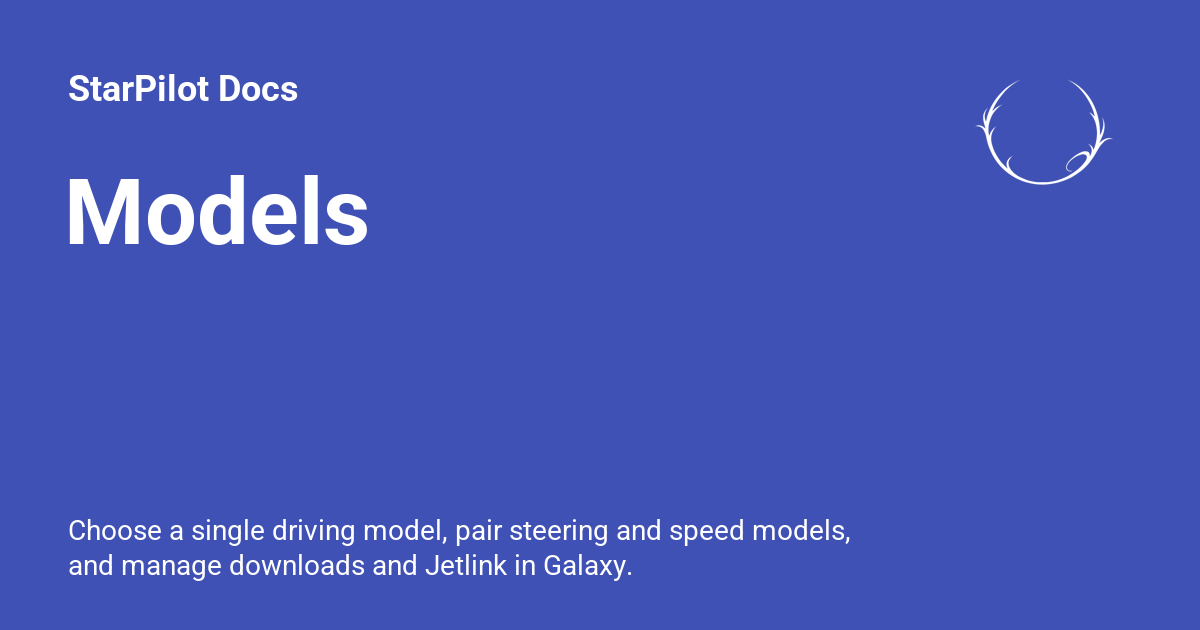 StarPilot Docs
Models
Choose a single driving model, pair steering and speed models,
and manage downloads and Jetlink in Galaxy.